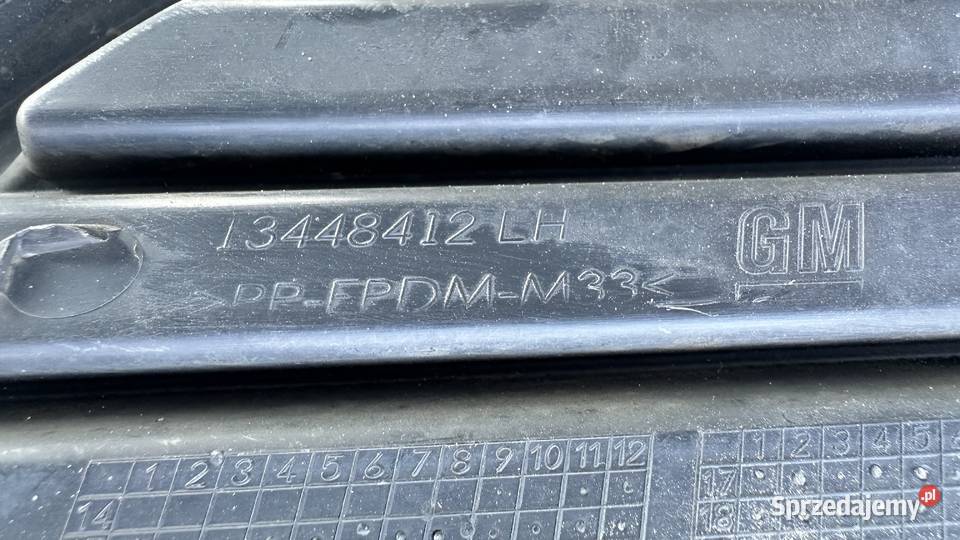 13448412 LH
GM
>PP-EPDM-M33<
1 2 3 4 5 6 7 8 9 10 11 12
14
1 2 3 4 5
17
18
Sprzedajemy.pl